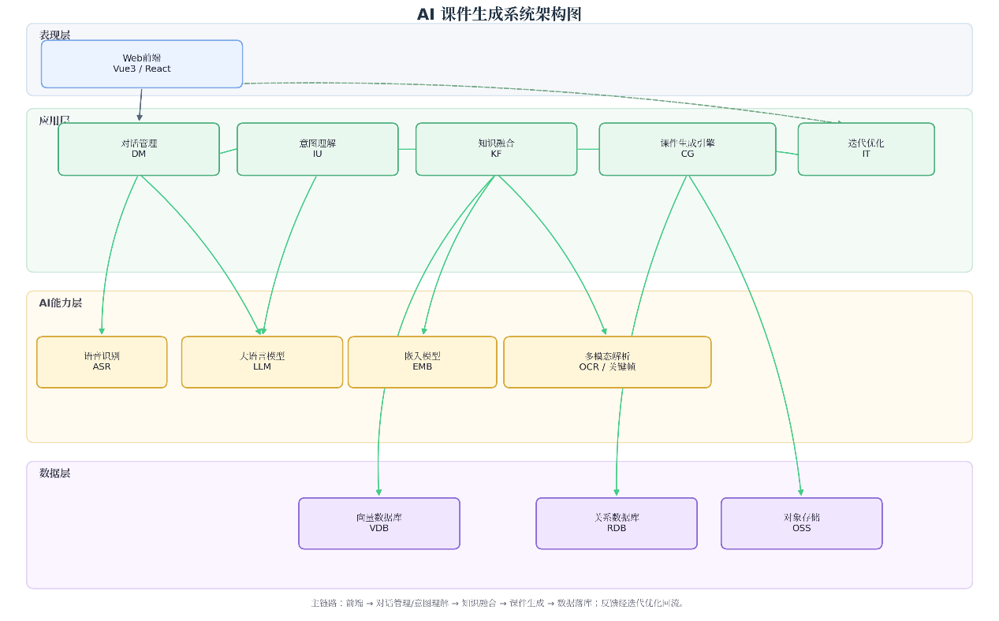 AI 课件生成系统架构图
表现层
Web前端
Vue3 / React
应用层
对话管理
DM
意图理解
IU
知识融合
KF
课件生成引擎
CG
迭代优化
IT
AI能力层
语音识别
ASR
大语言模型
LLM
嵌入模型
EMB
多模态解析
OCR / 关键帧
数据层
向量数据库
VDB
关系数据库
RDB
对象存储
OSS
主链路：前端 → 对话管理/意图理解 → 知识融合 → 课件生成 → 数据落库；反馈经迭代优化回流。